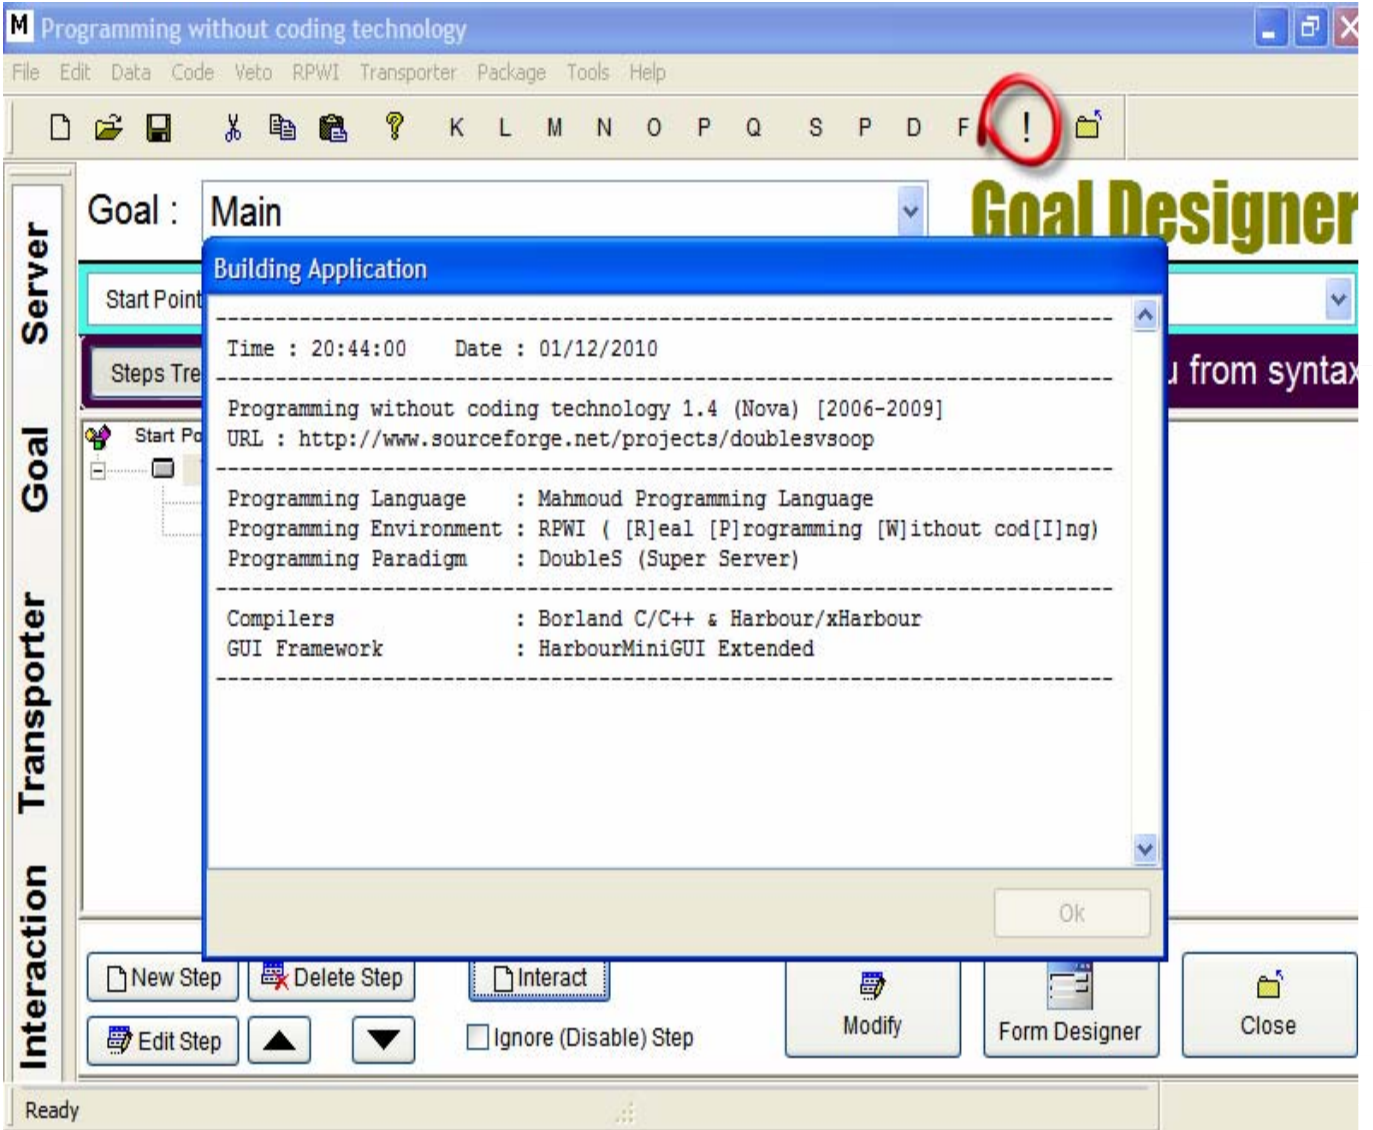 M Programming without coding technology
File Edit Data Code Veto RPWI Transporter Package Tools Help
K L M N O P Q S P D F !
Goal : Main
Goal Designer
Building Application
Start Point
Time : 20:44:00 Date : 01/12/2010
Steps Tre
u from syntax
Programming without coding technology 1.4 (Nova) [2006-2009]
Start Po
URL : http://www.sourceforge.net/projects/doublesvsoop
Programming Language : Mahmoud Programming Language
Programming Environment : RPWI ( [R]eal [P]rogramming [W]ithout cod[I]ng)
Programming Paradigm : DoubleS (Super Server)
Compilers : Borland C/C++ & Harbour/xHarbour
GUI Framework : HarbourMiniGUI Extended
Ok
Server
Goal
Transporter
Interaction
New Step Delete Step Interact
Modify
Form Designer
Close
Edit Step
Ignore (Disable) Step
Ready